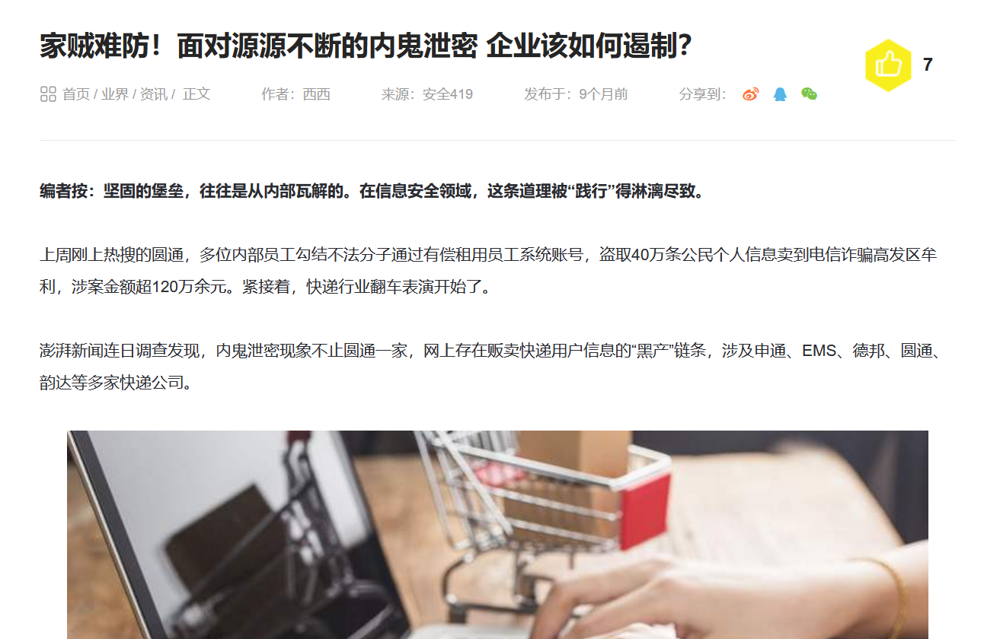 家贼难防！面对源源不断的内鬼泄密 企业该如何遏制？
7
首页 / 业界 / 资讯 / 正文 作者：西西 来源：安全419 发布于：9个月前 分享到：
编者按：坚固的堡垒，往往是从内部瓦解的。在信息安全领域，这条道理被“践行”得淋漓尽致。
上周刚上热搜的圆通，多位内部员工勾结不法分子通过有偿租用员工系统账号，盗取40万条公民个人信息卖到电信诈骗高发区牟
利，涉案金额超120万余元。紧接着，快递行业翻车表演开始了。
澎湃新闻连日调查发现，内鬼泄密现象不止圆通一家，网上存在贩卖快递用户信息的“黑产”链条，涉及申通、EMS、德邦、圆通、
韵达等多家快递公司。